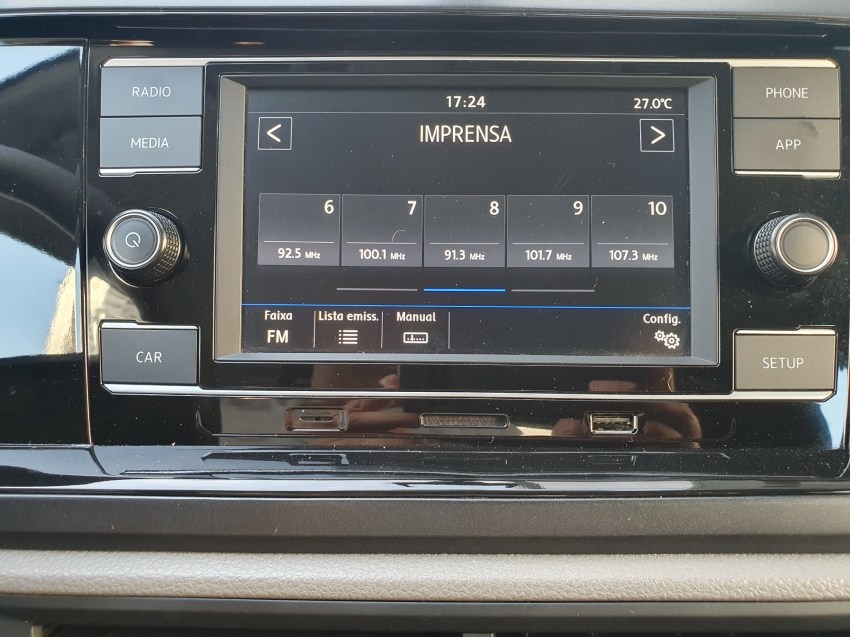 RADIO
MEDIA
CAR
17:24
27.0°C
<
IMPRENSA
>
6
92.5 MHz
7
100.1 MHz
8
91.3 MHz
9
101.7 MHz
10
107.3 MHz
Faixa
FM
Lista emiss.
Manual
Config.
PHONE
APP
SETUP